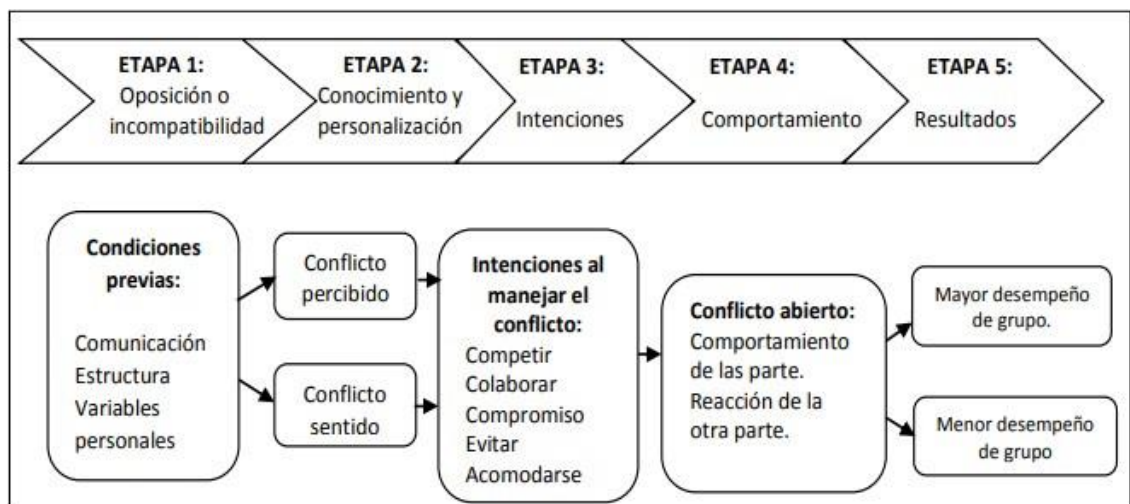 ETAPA 1:
Oposición o
incompatibilidad
ETAPA 2:
Conocimiento y
personalización
ETAPA 3:
Intenciones
ETAPA 4:
Comportamiento
ETAPA 5:
Resultados
Condiciones
previas:
Comunicación
Estructura
Variables
personales
Conflicto
percibido
Conflicto
sentido
Intenciones al
manejar el
conflicto:
Competir
Colaborar
Compromiso
Evitar
Acomodarse
Conflicto abierto:
Comportamiento
de las parte.
Reacción de la
otra parte.
Mayor desempeño
de grupo.
Menor desempeño
de grupo